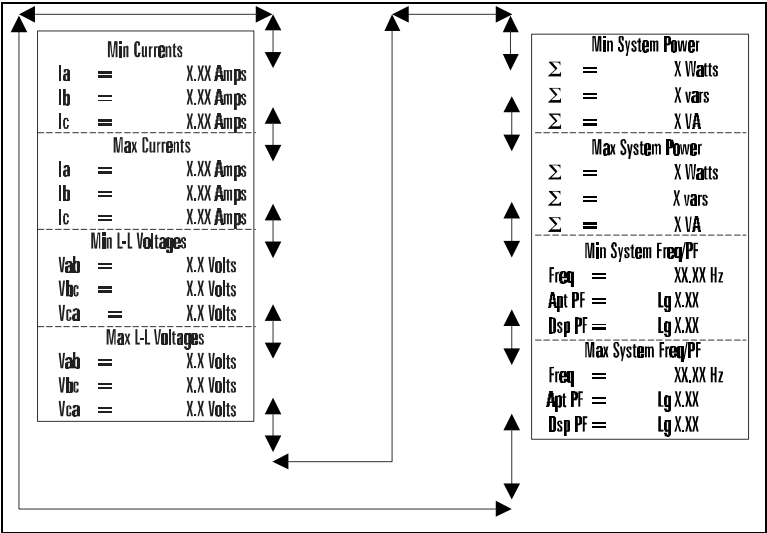 Min Currents
Ia = X.XX Amps
Ib = X.XX Amps
Ic = X.XX Amps
Max Currents
Ia = X.XX Amps
Ib = X.XX Amps
Ic = X.XX Amps
Min L-L Voltages
Vab = X.X Volts
Vbc = X.X Volts
Vca = X.X Volts
Max L-L Voltages
Vab = X.X Volts
Vbc = X.X Volts
Vca = X.X Volts
Min System Power
Σ = X Watts
Σ = X vars
Σ = X VA
Max System Power
Σ = X Watts
Σ = X vars
Σ = X VA
Min System Freq/PF
Freq = XX.XX Hz
Apt PF = Lg X.XX
Dsp PF = Lg X.XX
Max System Freq/PF
Freq = XX.XX Hz
Apt PF = Lg X.XX
Dsp PF = Lg X.XX